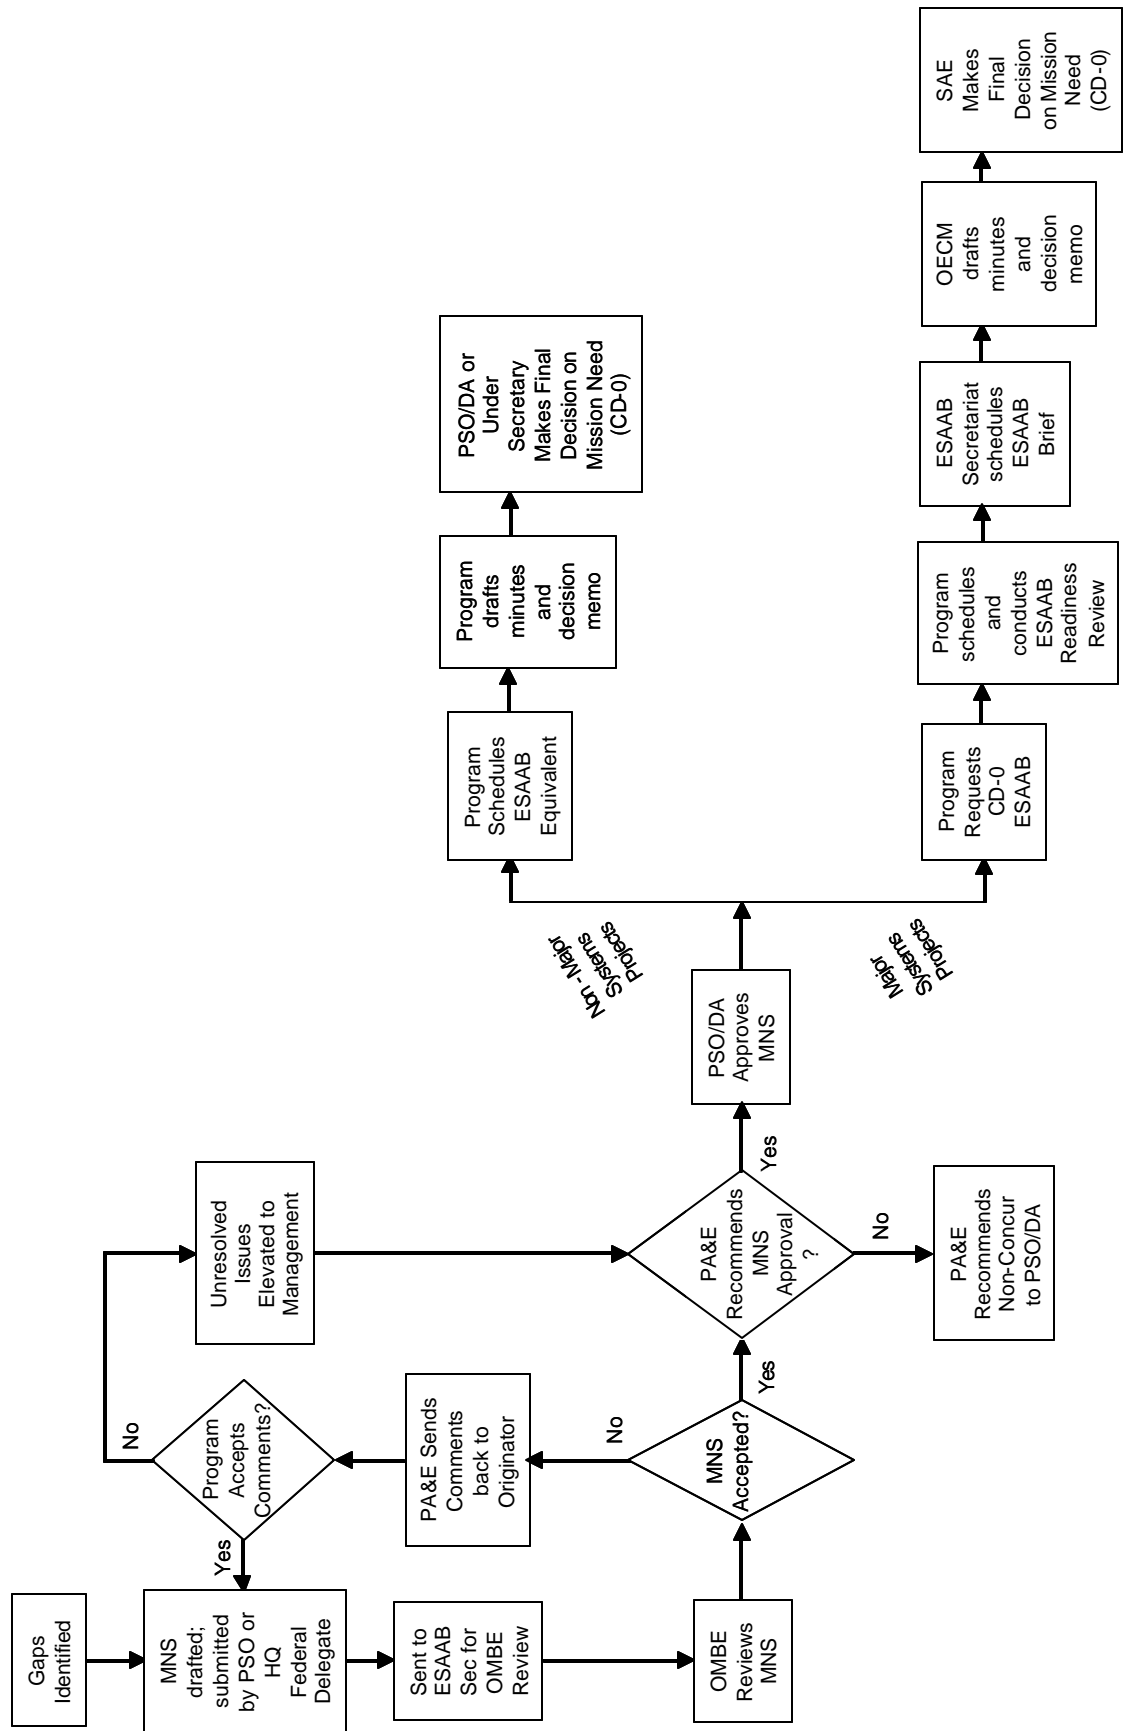 Gaps
Identified
MNS
drafted;
submitted
by PSO or
HQ
Federal
Delegate
Sent to
ESAAB
Sec for
OMBE
Review
OMBE
Reviews
MNS
MNS
Accepted?
No
Yes
PA&E Sends
Comments
back to
Originator
Program
Accepts
Comments?
Yes
No
Unresolved
Issues
Elevated to
Management
PA&E
Recommends
MNS
Approval
?
No
Yes
PA&E
Recommends
Non-Concur
to PSO/DA
PSO/DA
Approves
MNS
Non - Major
Systems
Projects
Major
Systems
Projects
Program
Schedules
ESAAB
Equivalent
Program
drafts
minutes
and
decision
memo
PSO/DA or
Under
Secretary
Makes Final
Decision on
Mission Need
(CD-0)
Program
Requests
CD-0
ESAAB
Program
schedules
and
conducts
ESAAB
Readiness
Review
ESAAB
Secretariat
schedules
ESAAB
Brief
OECM
drafts
minutes
and
decision
memo
SAE
Makes
Final
Decision
on Mission
Need
(CD-0)